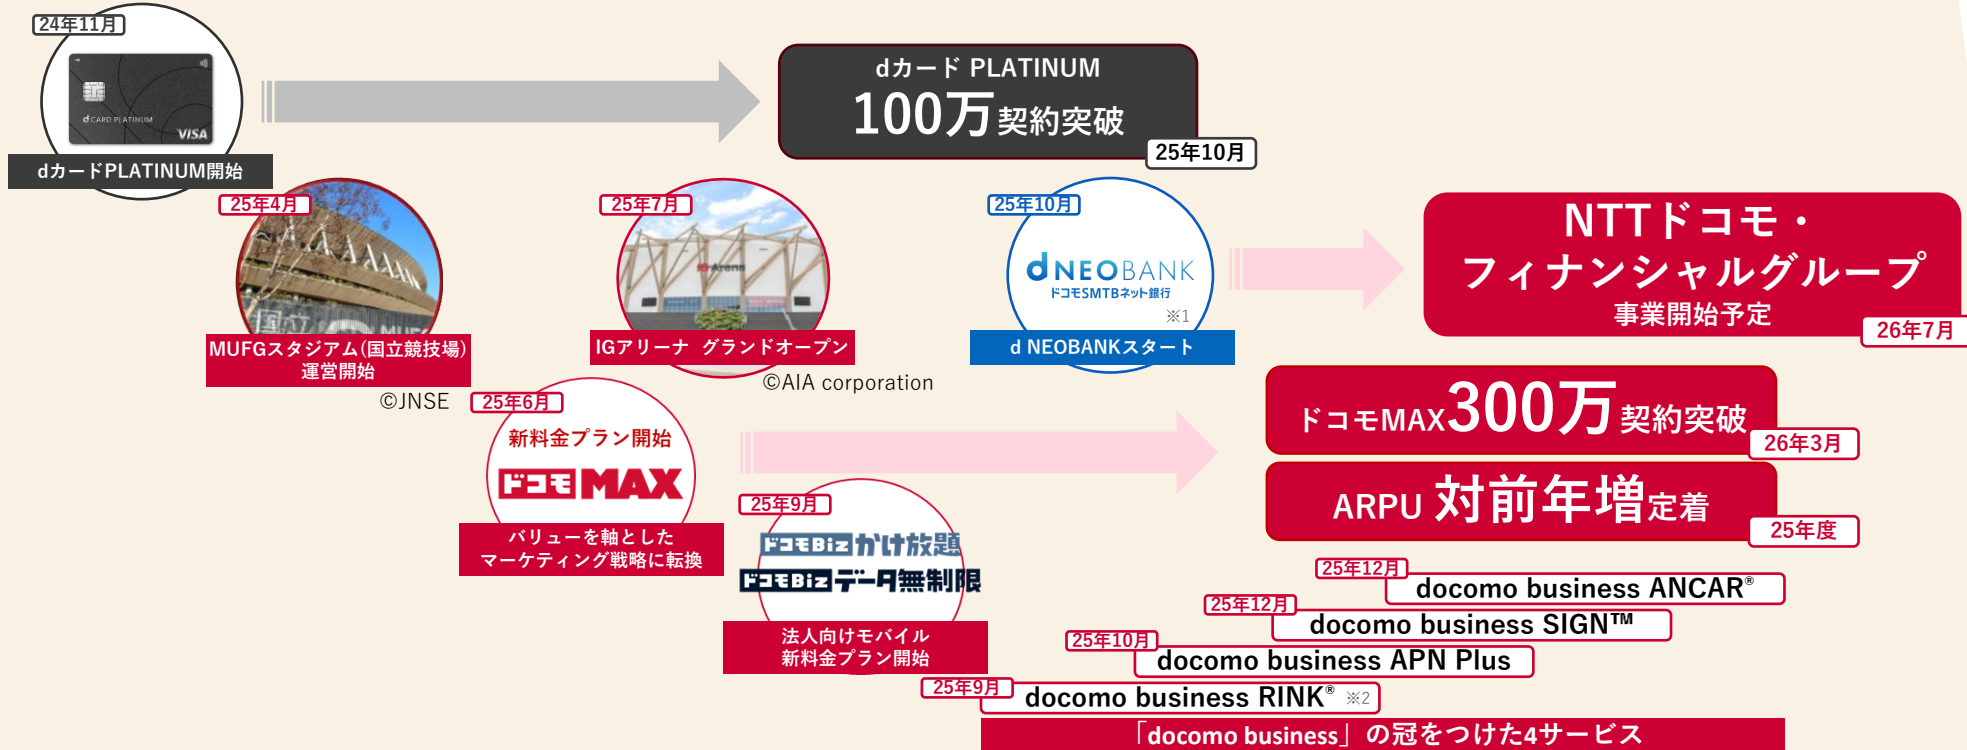 24年11月
d CARD PLATINUM
VISA
dカードPLATINUM開始
dカード PLATINUM
100万契約突破
25年10月
25年4月
MUFGスタジアム(国立競技場)
運営開始
©JNSE
25年7月
IG Arena
IGアリーナ グランドオープン
©AIA corporation
25年10月
d NEOBANK
ドコモSMTBネット銀行
※1
d NEOBANKスタート
NTTドコモ・
フィナンシャルグループ
事業開始予定
26年7月
25年6月
新料金プラン開始
ドコモ MAX
バリューを軸とした
マーケティング戦略に転換
ドコモMAX300万契約突破
26年3月
ARPU 対前年増定着
25年度
25年9月
ドコモBizかけ放題
ドコモBizデータ無制限
法人向けモバイル
新料金プラン開始
25年12月
docomo business ANCAR®
25年12月
docomo business SIGN™
25年10月
docomo business APN Plus
25年9月
docomo business RINK® ※2
「docomo business」の冠をつけた4サービス